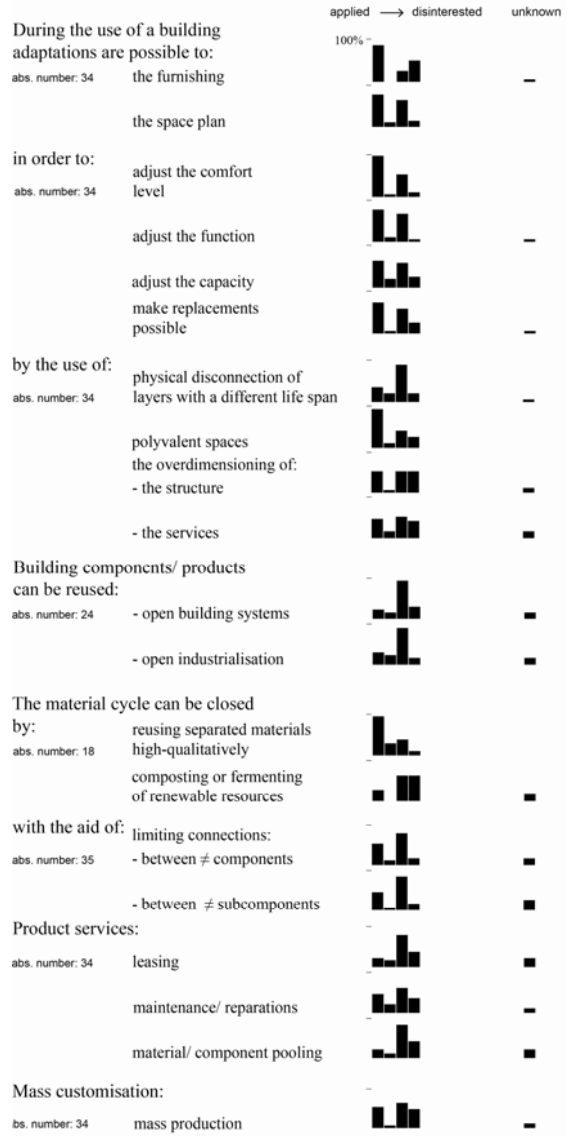 applied → disinterested unknown
During the use of a building
adaptations are possible to:
100%
abs. number: 34 the furnishing
the space plan
in order to:
adjust the comfort
abs. number: 34 level
adjust the function
adjust the capacity
make replacements
possible
by the use of:
physical disconnection of
abs. number: 34 layers with a different life span
polyvalent spaces
the overdimensioning of:
- the structure
- the services
Building components/ products
can be reused:
abs. number: 24 - open building systems
- open industrialisation
The material cycle can be closed
by:
reusing separated materials
abs. number: 18 high-qualitatively
composting or fermenting
of renewable resources
with the aid of: limiting connections:
abs. number: 35 - between ≠ components
- between ≠ subcomponents
Product services:
abs. number: 34 leasing
maintenance/ reparations
material/ component pooling
Mass customisation:
bs. number: 34 mass production